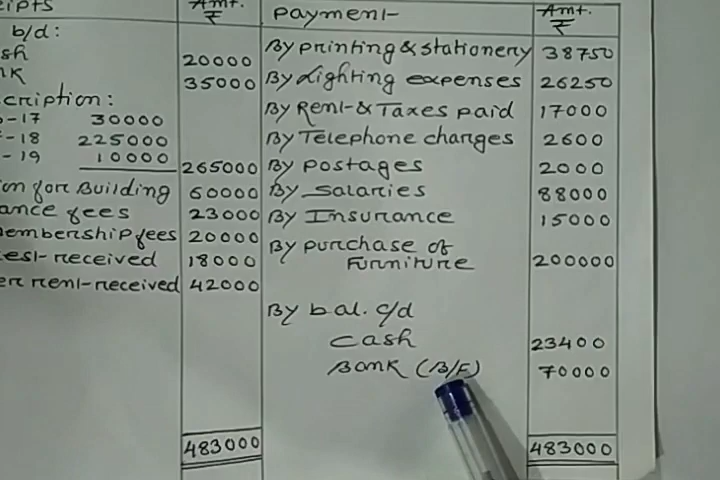 eipts Amt. ₹ Payment Amt. ₹
b/d:
sh 20000 By printing & stationery 38750
NK 35000 By Lighting expenses 26250
cription: By Rent & Taxes paid 17000
-17 30000
-18 225000 By Telephone charges 2600
-19 10000 265000 By postages 2000
on for Building 60000 By Salaries 88000
ance fees 23000 By Insurance 15000
membership fees 20000 By purchase of
est received 18000 Furniture 200000
er rent received 42000
By bal. c/d
Cash 23400
Bank (B/F) 70000
483000 483000